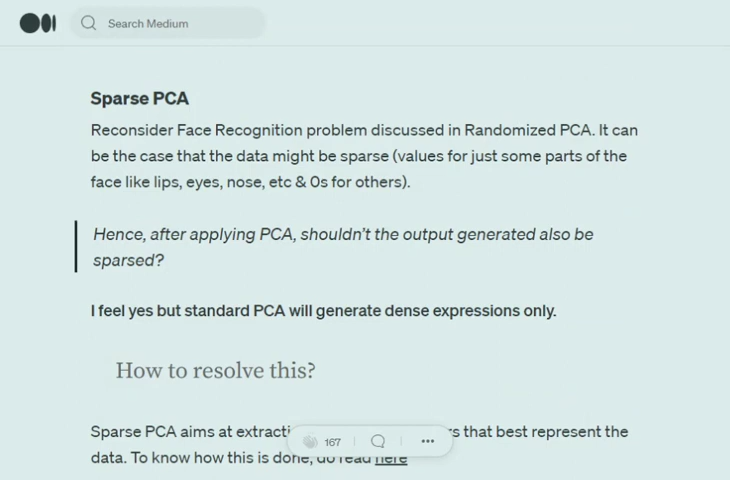 Search Medium
Sparse PCA
Reconsider Face Recognition problem discussed in Randomized PCA. It can
be the case that the data might be sparse (values for just some parts of the
face like lips, eyes, nose, etc & 0s for others).
Hence, after applying PCA, shouldn't the output generated also be
sparsed?
I feel yes but standard PCA will generate dense expressions only.
How to resolve this?
Sparse PCA aims at that best represent the
167
data. To know how this is done, do read here